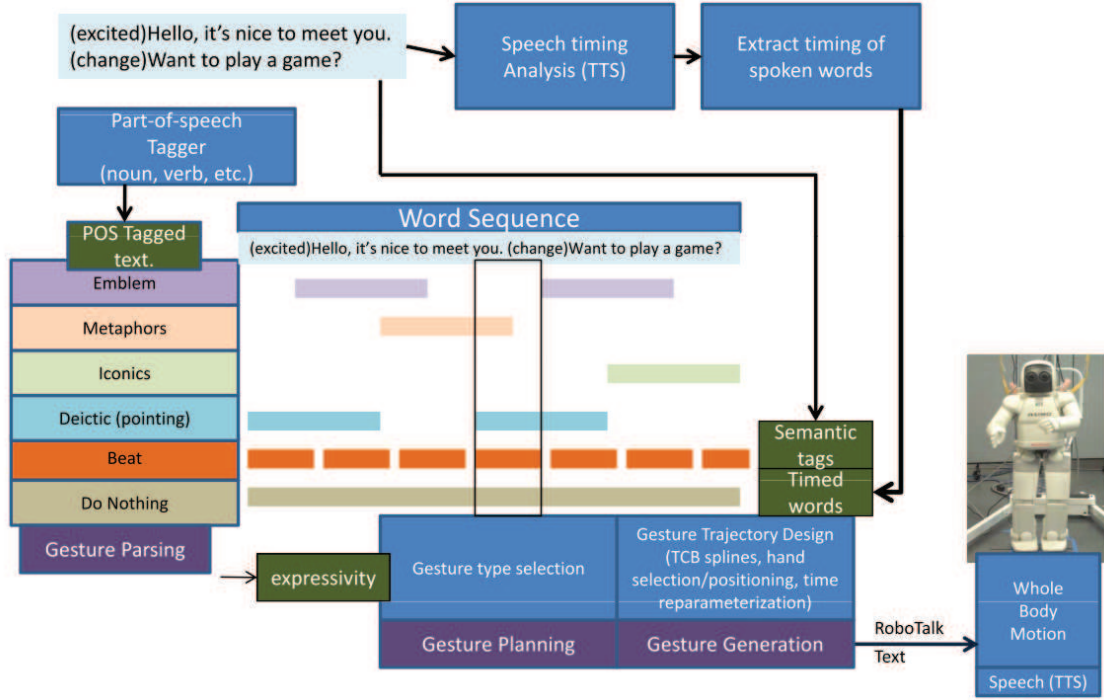 (excited)Hello, it's nice to meet you.
(change)Want to play a game?
Speech timing
Analysis (TTS)
Extract timing of
spoken words
Part-of-speech
Tagger
(noun, verb, etc.)
POS Tagged
text.
Word Sequence
(excited)Hello, it's nice to meet you. (change)Want to play a game?
Emblem
Metaphors
Iconics
Deictic (pointing)
Beat
Do Nothing
Gesture Parsing
Semantic
tags
Timed
words
expressivity
Gesture type selection
Gesture Trajectory Design
(TCB splines, hand
selection/positioning, time
reparameterization)
Gesture Planning
Gesture Generation
RoboTalk
Text
Whole
Body
Motion
Speech (TTS)